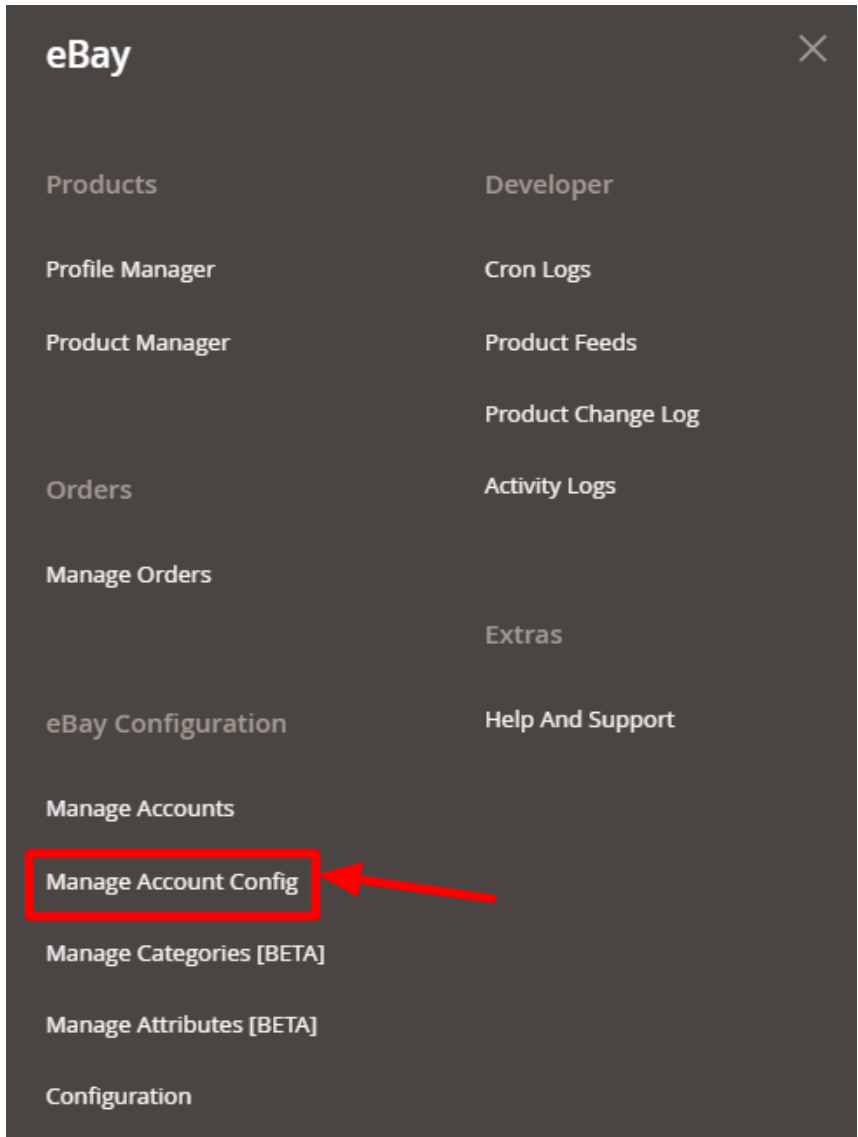 eBay
Products
Profile Manager
Product Manager
Orders
Manage Orders
eBay Configuration
Manage Accounts
Manage Account Config
Manage Categories [BETA]
Manage Attributes [BETA]
Configuration
Developer
Cron Logs
Product Feeds
Product Change Log
Activity Logs
Extras
Help And Support